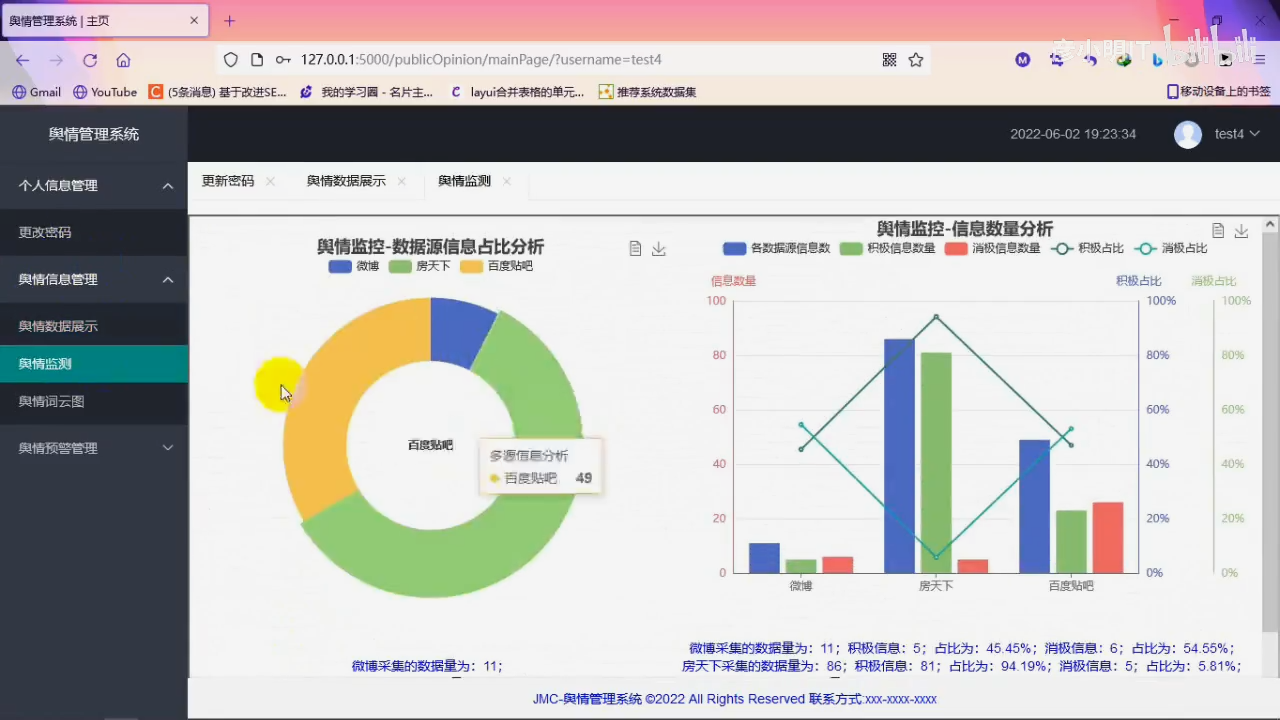 舆情管理系统 | 主页
彦小明IT
127.0.0.1:5000/publicOpinion/mainPage/?username=test4
Gmail
YouTube
(5条消息) 基于改进SE...
我的学习圈 - 名片主...
layui合并表格的单元...
推荐系统数据集
移动设备上的书签
舆情管理系统
2022-06-02 19:23:34
test4
个人信息管理
更改密码
舆情信息管理
舆情数据展示
舆情监测
舆情词云图
舆情预警管理
更新密码
舆情数据展示
舆情监测
舆情监控-数据源信息占比分析
微博 房天下 百度贴吧
百度贴吧
多源信息分析
百度贴吧 49
微博采集的数据量为：11；
舆情监控-信息数量分析
各数据源信息数 积极信息数量 消极信息数量 积极占比 消极占比
信息数量 积极占比 消极占比
100 100% 100%
80 80% 80%
60 60% 60%
40 40% 40%
20 20% 20%
0 0% 0%
微博 房天下 百度贴吧
微博采集的数据量为：11；积极信息：5；占比为：45.45%；消极信息：6；占比为：54.55%；
房天下采集的数据量为：86；积极信息：81；占比为：94.19%；消极信息：5；占比为：5.81%；
JMC-舆情管理系统 ©2022 All Rights Reserved 联系方式:xxx-xxxx-xxxx